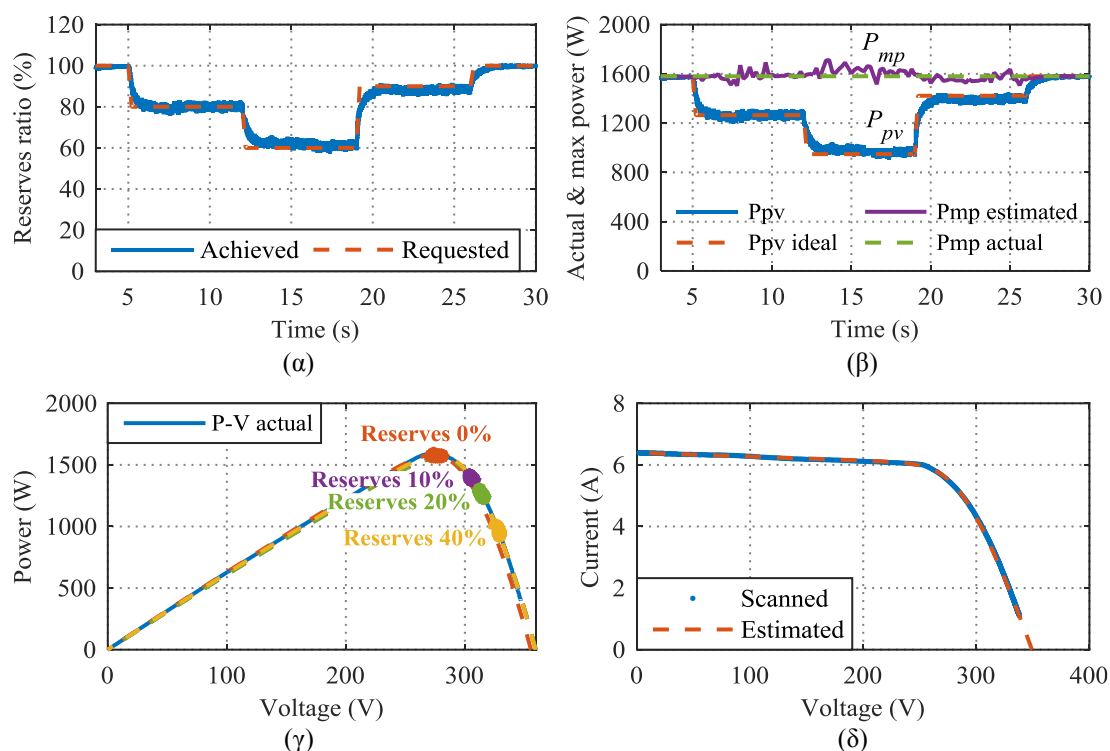 120
100
80
60
40
20
0
Reserves ratio (%)
Achieved
Requested
5
10
15
20
25
30
Time (s)
(α)
2000
1600
1200
800
400
0
Actual & max power (W)
Pmp
Ppv
Ppv
Pmp estimated
Ppv ideal
Pmp actual
5
10
15
20
25
30
Time (s)
(β)
2000
1500
1000
500
0
Power (W)
P-V actual
Reserves 0%
Reserves 10%
Reserves 20%
Reserves 40%
0
100
200
300
Voltage (V)
(γ)
8
6
4
2
0
Current (A)
Scanned
Estimated
0
100
200
300
400
Voltage (V)
(δ)